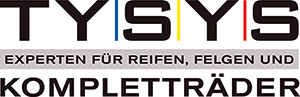 TYSYS
EXPERTEN FÜR REIFEN, FELGEN UND
KOMPLETTRÄDER